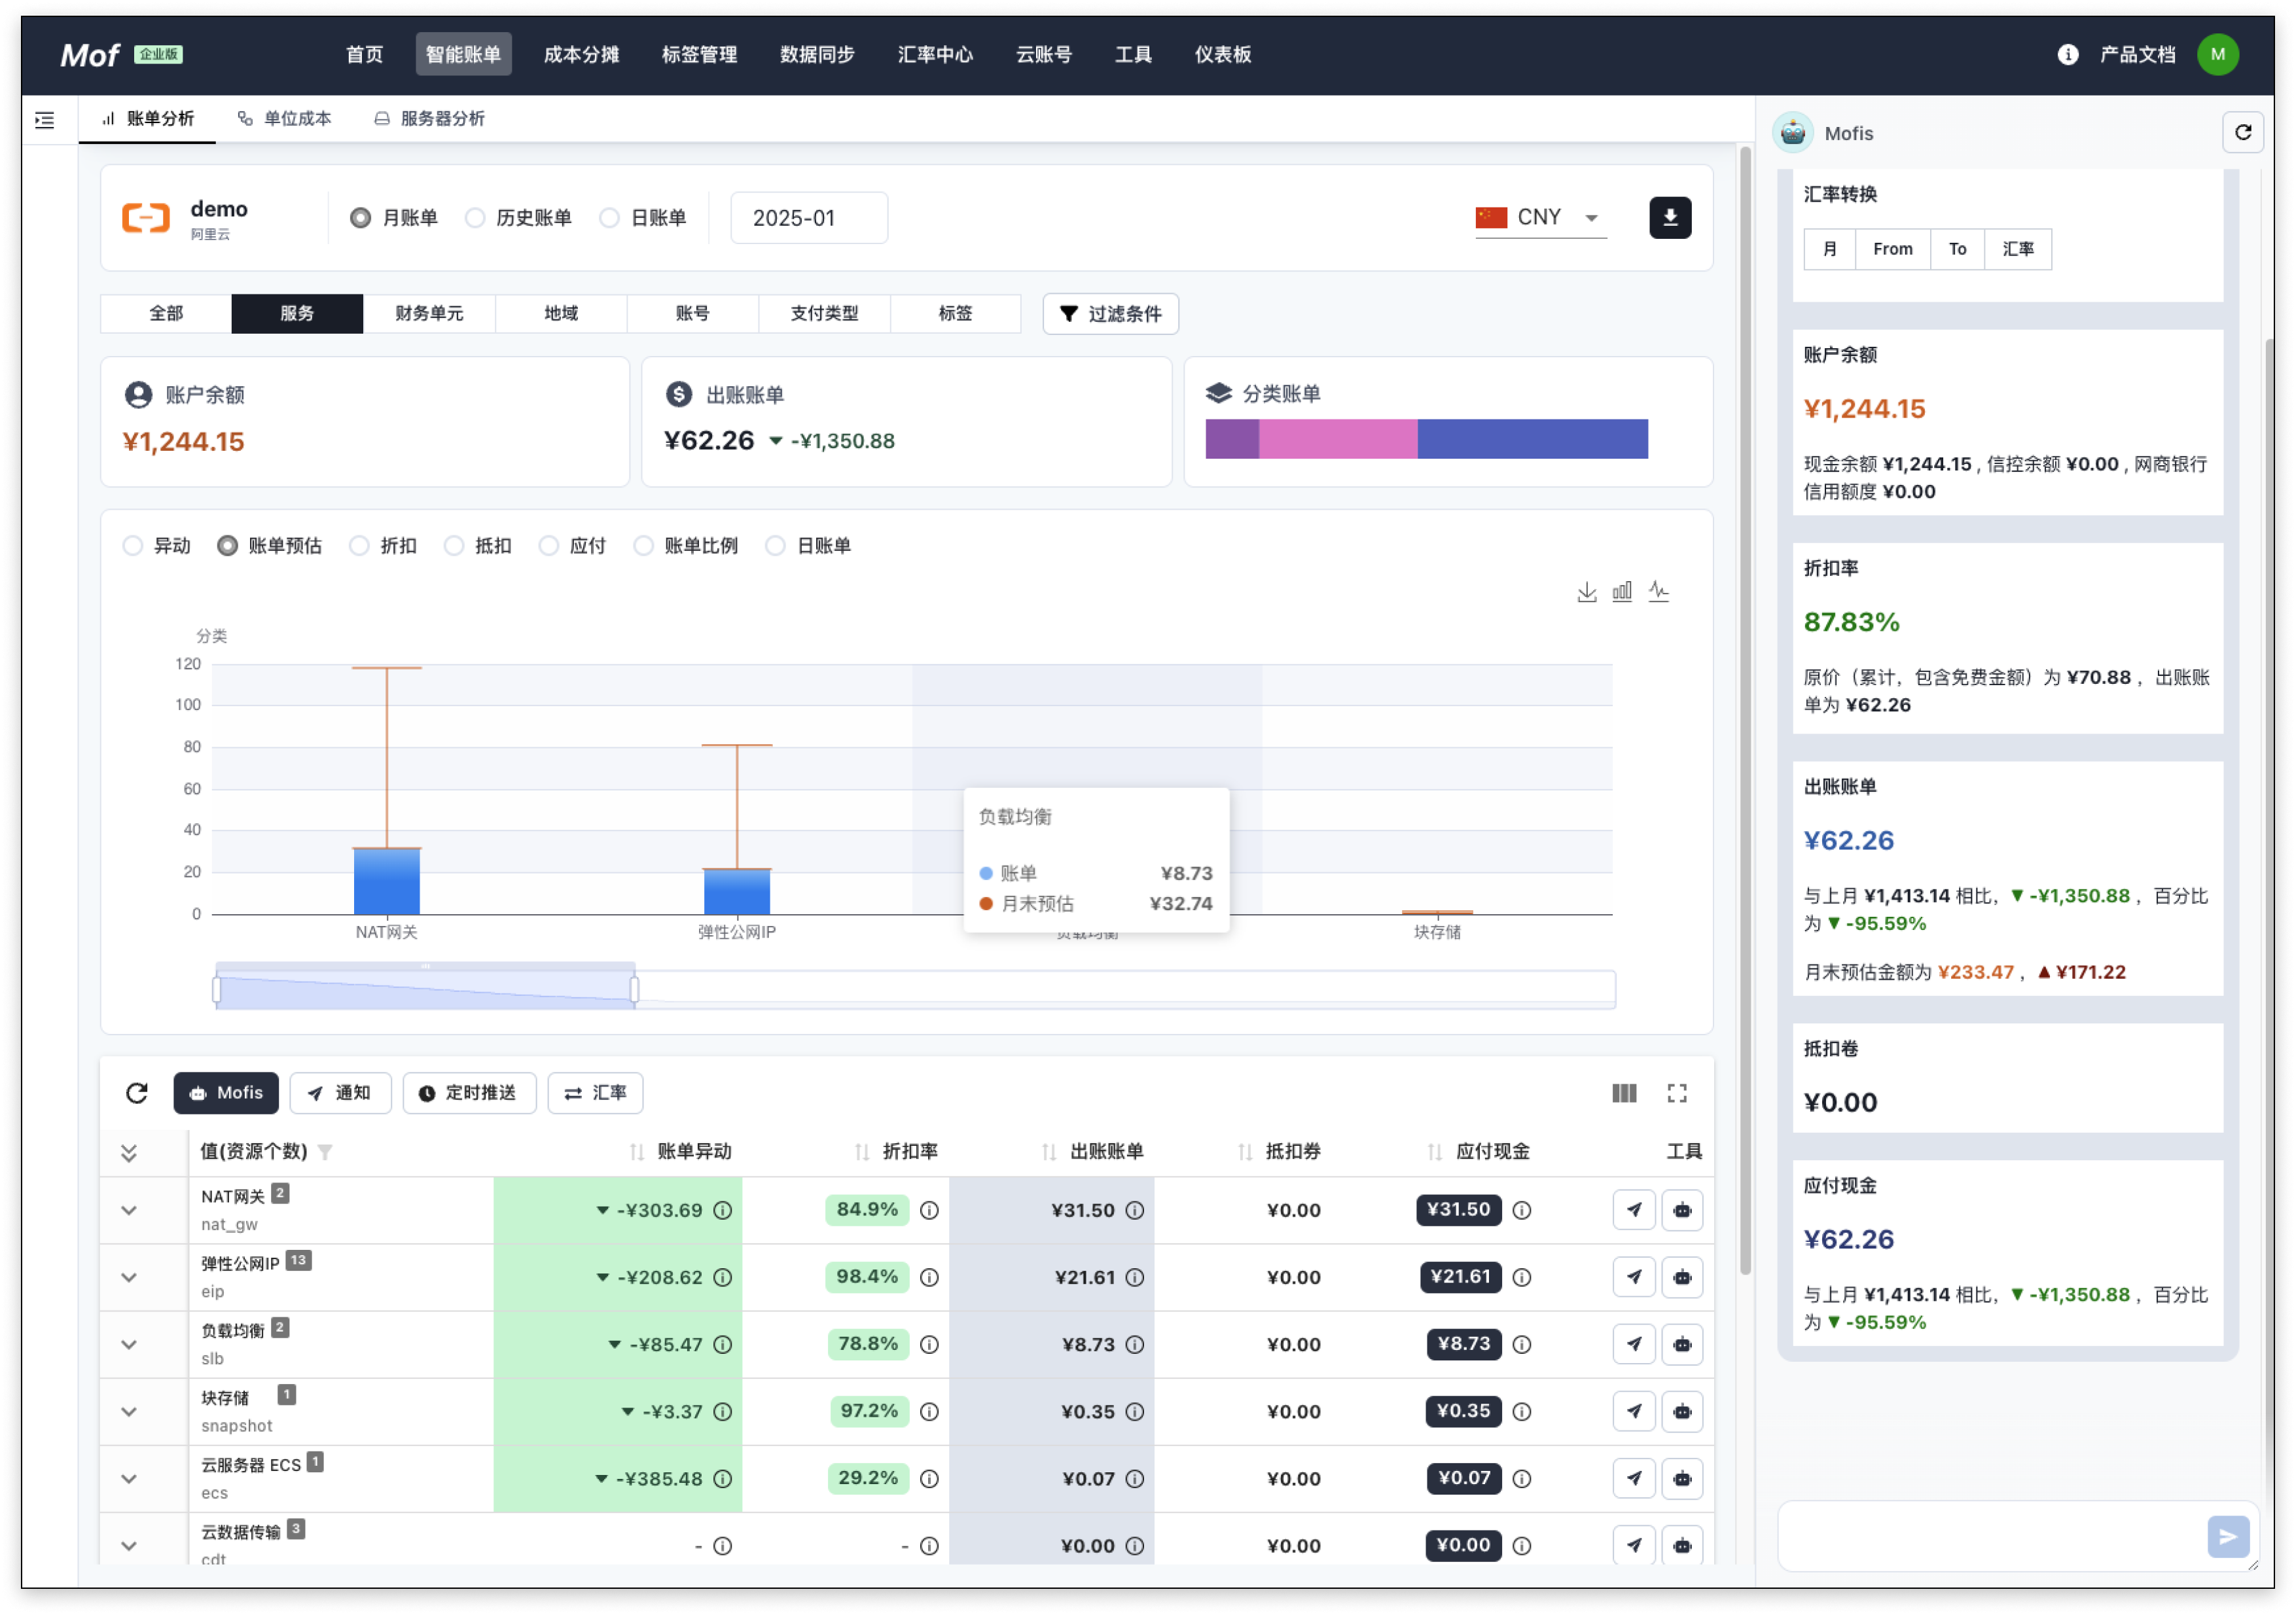 Mof 企业版 首页 智能账单 成本分摊 标签管理 数据同步 汇率中心 云账号 工具 仪表板 产品文档 M
账单分析 单位成本 服务器分析
demo
阿里云
月账单 历史账单 日账单 2025-01 CNY
全部 服务 财务单元 地域 账号 支付类型 标签 过滤条件
账户余额
¥1,244.15
出账账单
¥62.26 -¥1,350.88
分类账单
异动 账单预估 折扣 抵扣 应付 账单比例 日账单
分类
120
100
80
60
40
20
0
NAT网关 弹性公网IP 负载均衡 块存储
负载均衡
账单 ¥8.73
月末预估 ¥32.74
Mofis 通知 定时推送 汇率
值(资源个数) 账单异动 折扣率 出账账单 抵扣券 应付现金 工具
NAT网关 2
nat_gw
-¥303.69 84.9% ¥31.50 ¥0.00 ¥31.50
弹性公网IP 13
eip
-¥208.62 98.4% ¥21.61 ¥0.00 ¥21.61
负载均衡 2
slb
-¥85.47 78.8% ¥8.73 ¥0.00 ¥8.73
块存储 1
snapshot
-¥3.37 97.2% ¥0.35 ¥0.00 ¥0.35
云服务器 ECS 1
ecs
-¥385.48 29.2% ¥0.07 ¥0.00 ¥0.07
云数据传输 3
cdt
- - ¥0.00 ¥0.00 ¥0.00
Mofis
汇率转换
月 From To 汇率
账户余额
¥1,244.15
现金余额 ¥1,244.15 , 信控余额 ¥0.00 , 网商银行
信用额度 ¥0.00
折扣率
87.83%
原价（累计，包含免费金额）为 ¥70.88 ，出账账
单为 ¥62.26
出账账单
¥62.26
与上月 ¥1,413.14 相比，▼ -¥1,350.88 ，百分比
为 ▼ -95.59%
月末预估金额为 ¥233.47 ，▲ ¥171.22
抵扣卷
¥0.00
应付现金
¥62.26
与上月 ¥1,413.14 相比，▼ -¥1,350.88 ，百分比
为 ▼ -95.59%